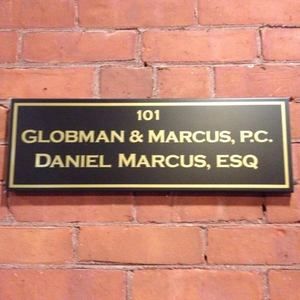 101
GLOBMAN & MARCUS, P.C.
DANIEL MARCUS, ESQ